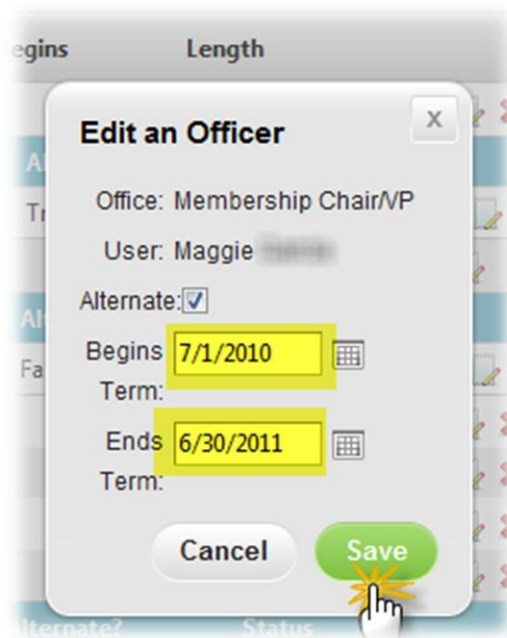 Length
Edit an Officer
X
Office: Membership Chair/VP
User: Maggie
Alternate:
Begins Term: 7/1/2010
Ends Term: 6/30/2011
Cancel
Save
Alternate?
Status